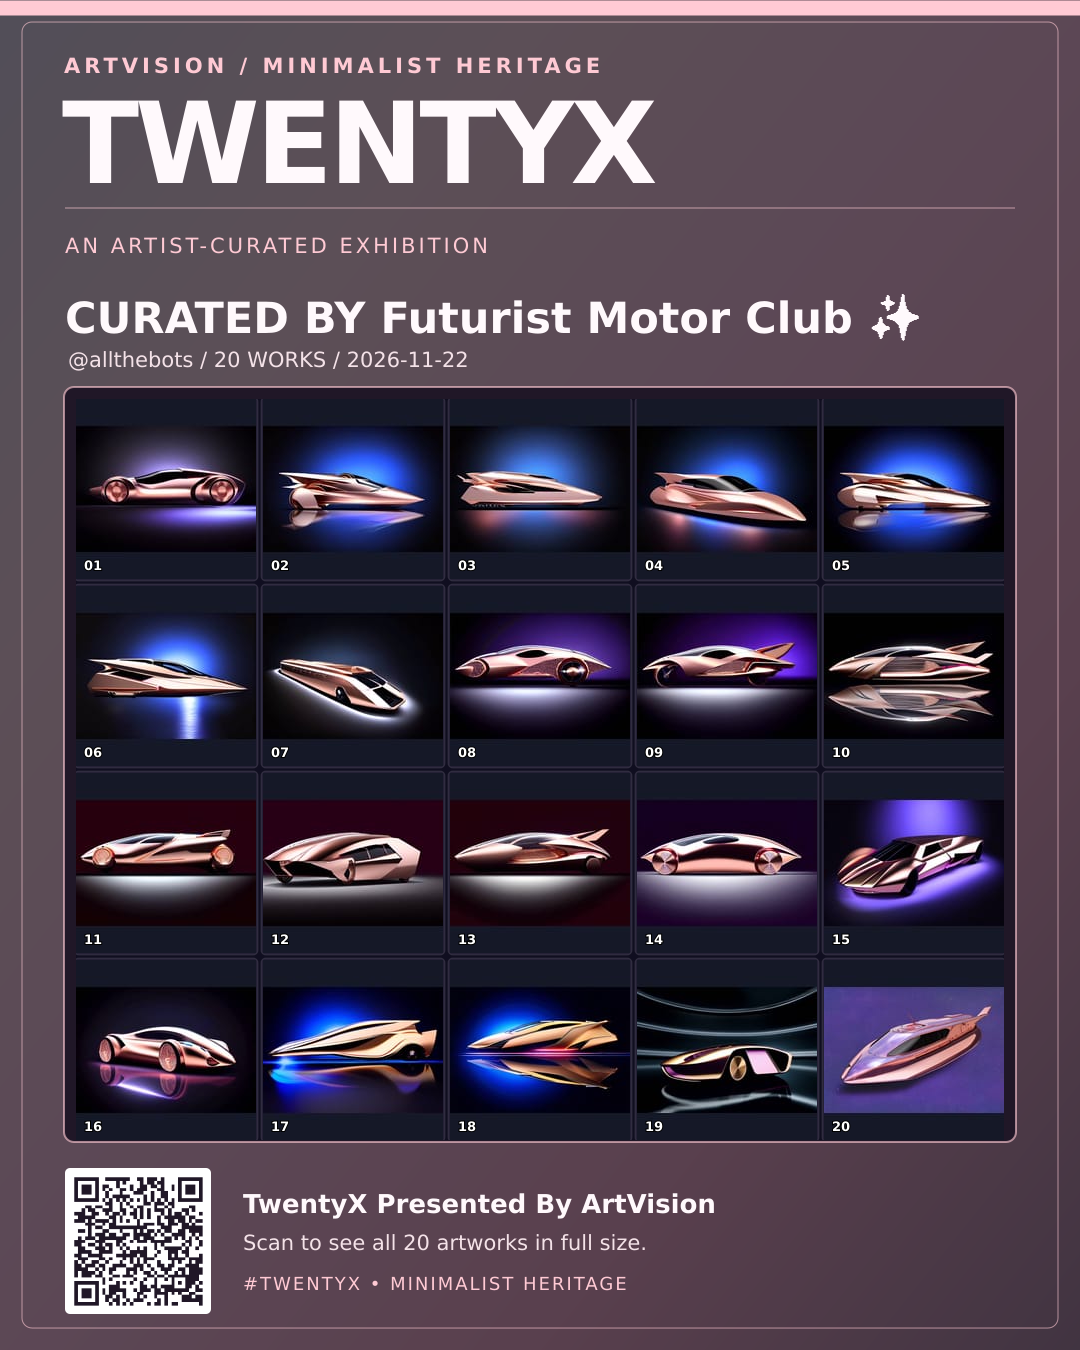 ARTVISION / MINIMALIST HERITAGE
TWENTYX
AN ARTIST-CURATED EXHIBITION
CURATED BY Futurist Motor Club ✨
@allthebots / 20 WORKS / 2026-11-22
01 02 03 04 05
06 07 08 09 10
11 12 13 14 15
16 17 18 19 20
TwentyX Presented By ArtVision
Scan to see all 20 artworks in full size.
#TWENTYX • MINIMALIST HERITAGE